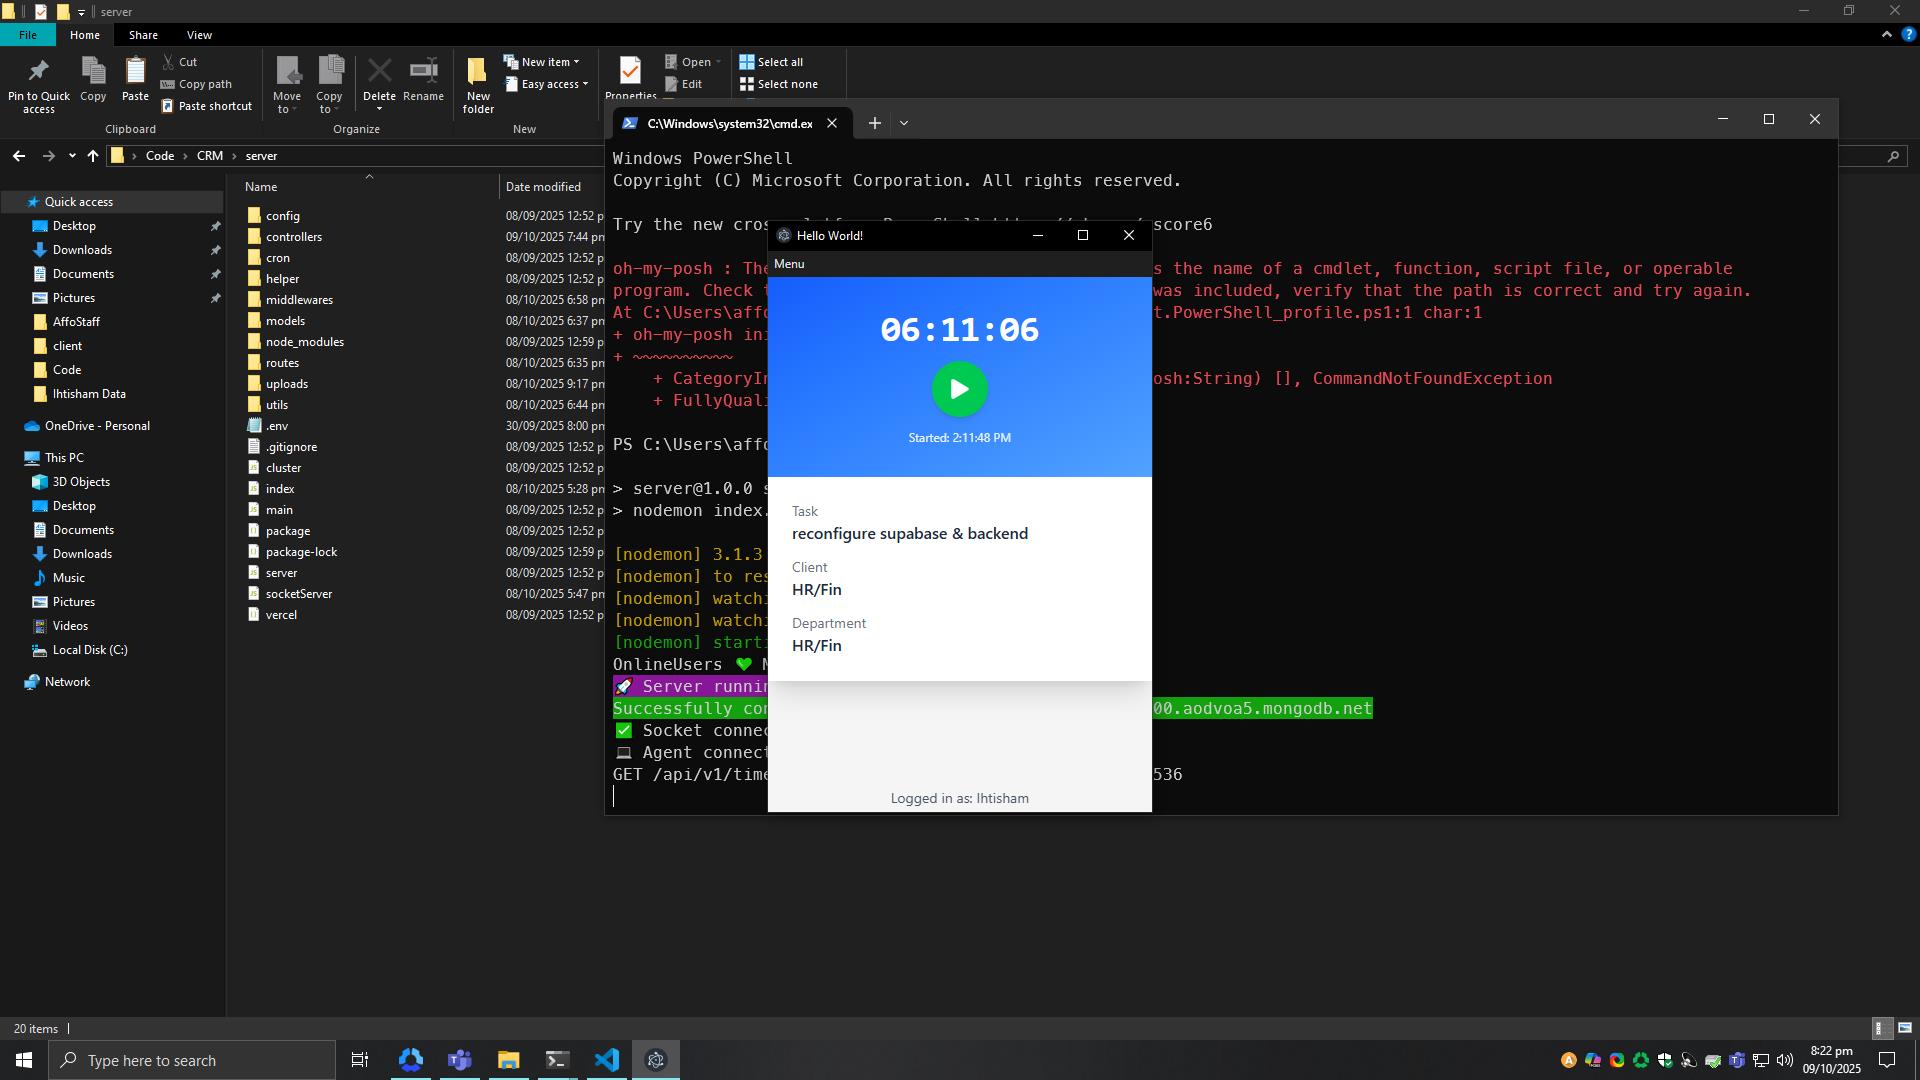 server
File
Home
Share
View
Pin to Quick access
Copy
Paste
Cut
Copy path
Paste shortcut
Clipboard
Move to
Copy to
Delete
Rename
Organize
New folder
New item
Easy access
New
Properties
Open
Edit
Select all
Select none
Code
CRM
server
Quick access
Desktop
Downloads
Documents
Pictures
AffoStaff
client
Code
Ihtisham Data
OneDrive - Personal
This PC
3D Objects
Desktop
Documents
Downloads
Music
Pictures
Videos
Local Disk (C:)
Network
Name Date modified
config 08/09/2025 12:52 p
controllers 09/10/2025 7:44 pm
cron 08/09/2025 12:52 p
helper 08/09/2025 12:52 p
middlewares 08/10/2025 6:58 pm
models 08/10/2025 6:37 pm
node_modules 08/09/2025 12:59 p
routes 08/10/2025 6:35 pm
uploads 08/10/2025 9:17 pm
utils 08/10/2025 6:44 pm
.env 30/09/2025 8:00 pm
.gitignore 08/09/2025 12:52 p
cluster 08/09/2025 12:52 p
index 08/10/2025 5:28 pm
main 08/09/2025 12:52 p
package 08/09/2025 12:52 p
package-lock 08/09/2025 12:59 p
server 08/09/2025 12:52 p
socketServer 08/10/2025 5:47 pm
vercel 08/09/2025 12:52 p
20 items
C:\Windows\system32\cmd.ex
Windows PowerShell
Copyright (C) Microsoft Corporation. All rights reserved.
Try the new cros score6
oh-my-posh : The s the name of a cmdlet, function, script file, or operable
program. Check t was included, verify that the path is correct and try again.
At C:\Users\affo t.PowerShell_profile.ps1:1 char:1
+ oh-my-posh ini
+ ~~~~~~~~~~
+ CategoryIn osh:String) [], CommandNotFoundException
+ FullyQuali
PS C:\Users\affo
> server@1.0.0 s
> nodemon index.
[nodemon] 3.1.3
[nodemon] to res
[nodemon] watchi
[nodemon] watchi
[nodemon] starti
OnlineUsers 💚 M
🚀 Server runnin
Successfully con 00.aodvoa5.mongodb.net
✅ Socket connec
💻 Agent connect
GET /api/v1/time 536
Hello World!
Menu
06:11:06
Started: 2:11:48 PM
Task
reconfigure supabase & backend
Client
HR/Fin
Department
HR/Fin
Logged in as: Ihtisham
Type here to search
8:22 pm
09/10/2025